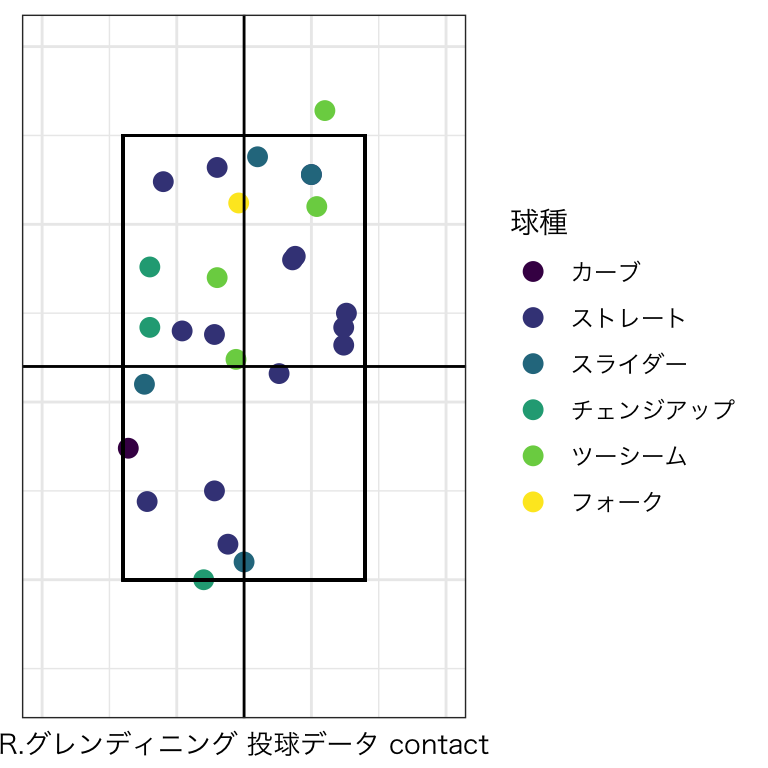 球種
カーブ
ストレート
スライダー
チェンジアップ
ツーシーム
フォーク
R.グレンディニング 投球データ contact